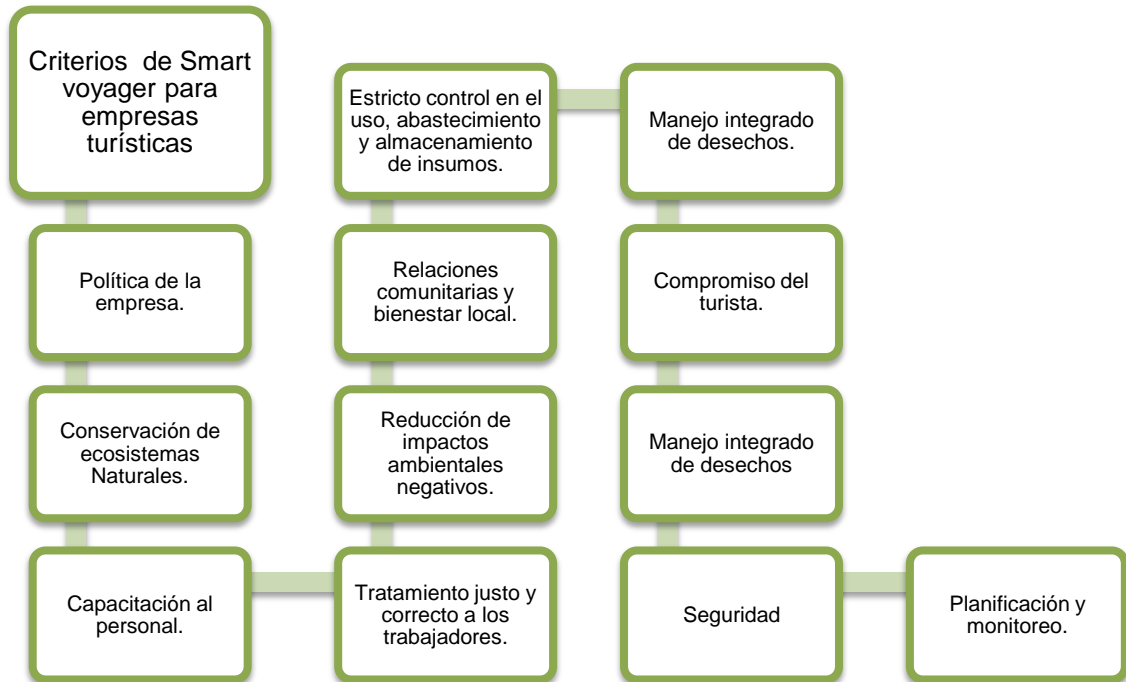 Criterios  de Smart
voyager para
empresas
turísticas
Política de la
empresa.
Conservación de
ecosistemas
Naturales.
Capacitación al
personal.
Tratamiento justo y
correcto a los
trabajadores.
Reducción de
impactos
ambientales
negativos.
Relaciones
comunitarias y
bienestar local.
Estricto control en el
uso, abastecimiento
y almacenamiento
de insumos.
Manejo integrado
de desechos.
Compromiso del
turista.
Manejo integrado
de desechos
Seguridad
Planificación y
monitoreo.